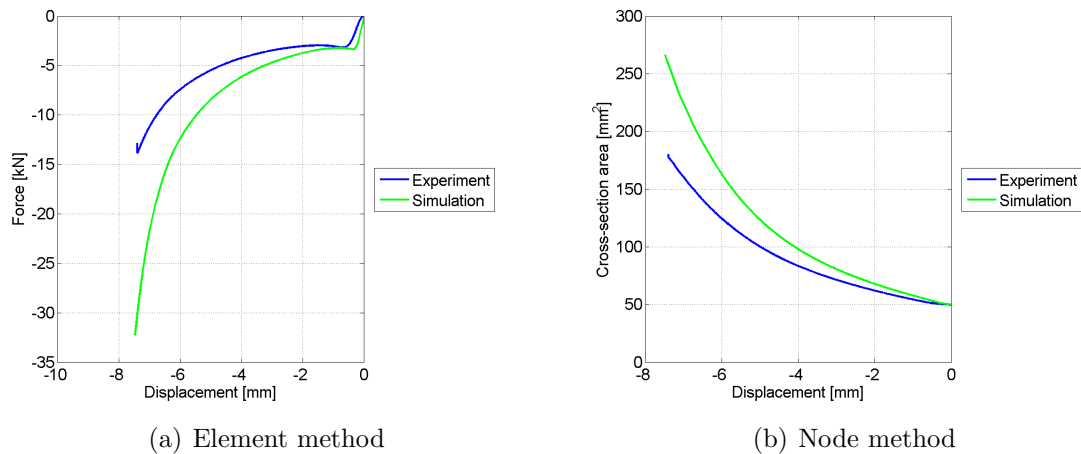 0
-5
-10
-15
-20
-25
-30
-35
Force [kN]
-10 -8 -6 -4 -2 0
Displacement [mm]
Experiment
Simulation
(a) Element method
300
250
200
150
100
50
0
Cross-section area [mm²]
-8 -6 -4 -2 0
Displacement [mm]
Experiment
Simulation
(b) Node method